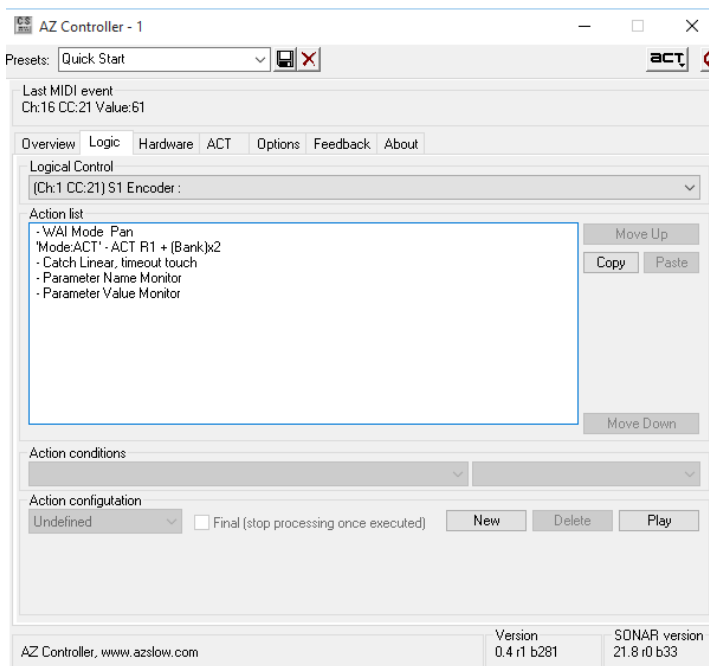 AZ Controller - 1
Presets: Quick Start
ACT
Last MIDI event
Ch:16 CC:21 Value:61
Overview Logic Hardware ACT Options Feedback About
Logical Control
(Ch:1 CC:21) S1 Encoder :
Action list
- WAI Mode Pan
'Mode:ACT' - ACT R1 + (Bank)x2
- Catch Linear, timeout touch
- Parameter Name Monitor
- Parameter Value Monitor
Move Up
Copy Paste
Move Down
Action conditions
Action configutation
Undefined Final (stop processing once executed) New Delete Play
Version SONAR version
AZ Controller, www.azslow.com 0.4 r1 b281 21.8 r0 b33